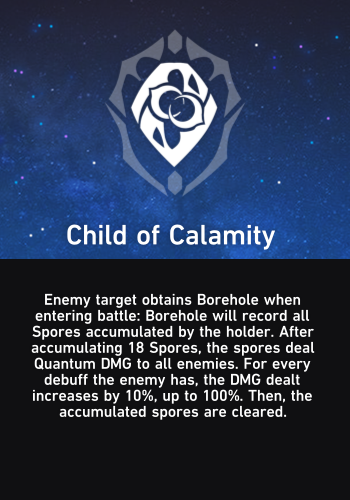 Child of Calamity
Enemy target obtains Borehole when
entering battle: Borehole will record all
Spores accumulated by the holder. After
accumulating 18 Spores, the spores deal
Quantum DMG to all enemies. For every
debuff the enemy has, the DMG dealt
increases by 10%, up to 100%. Then, the
accumulated spores are cleared.